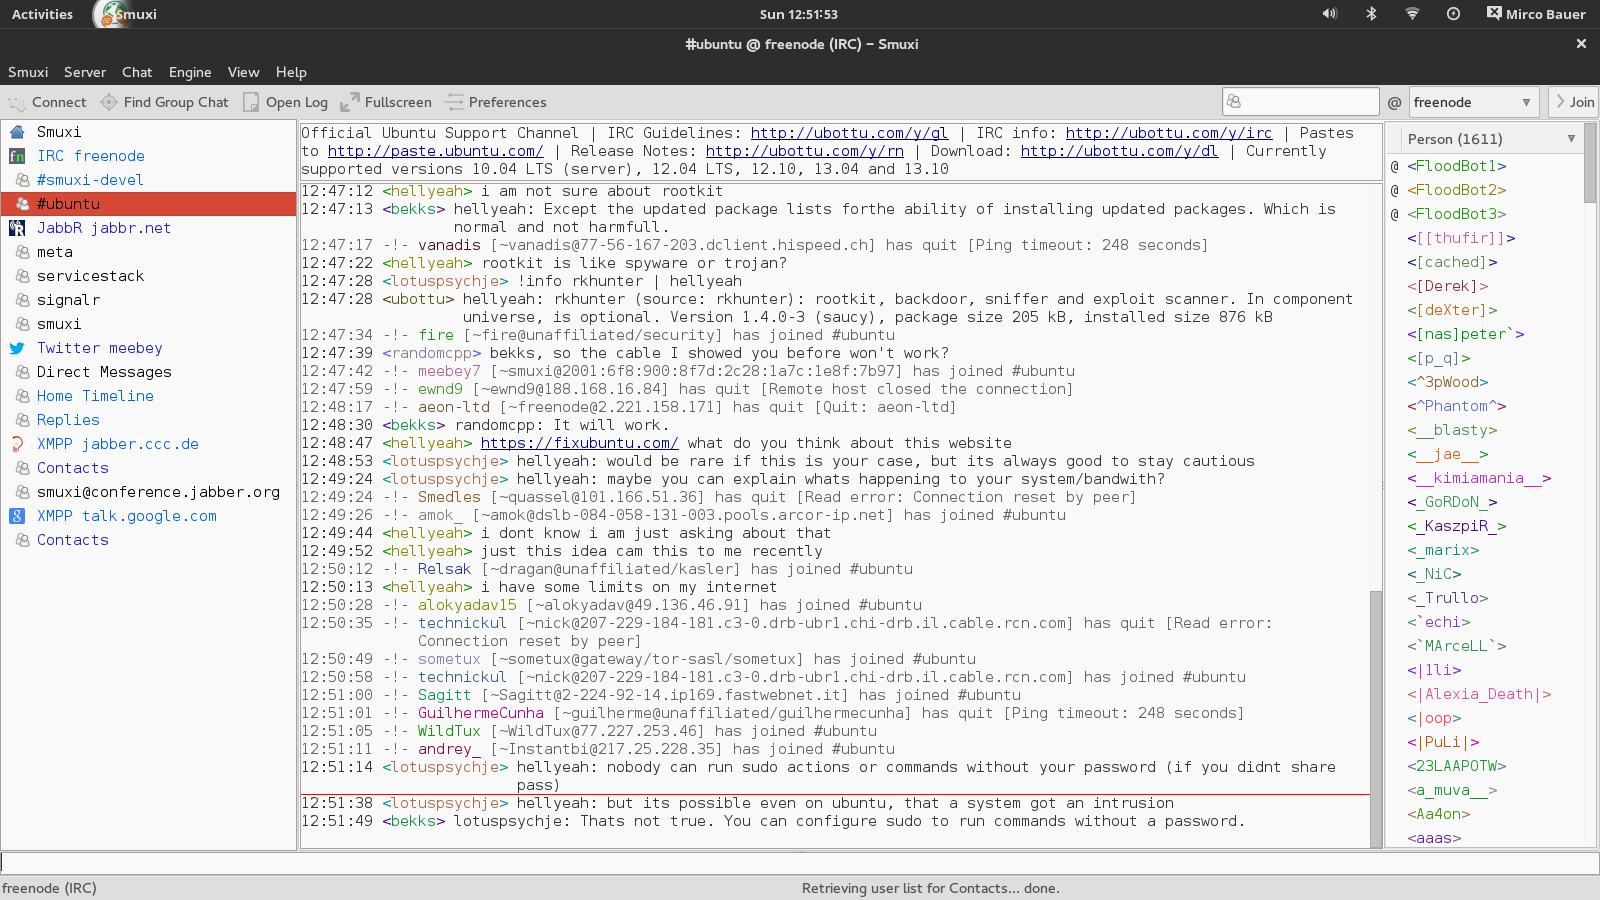 Activities Smuxi Sun 12:51:53 Mirco Bauer
#ubuntu @ freenode (IRC) – Smuxi
Smuxi Server Chat Engine View Help
Connect Find Group Chat Open Log Fullscreen Preferences @ freenode Join
Smuxi
IRC freenode
#smuxi-devel
#ubuntu
JabbR jabbr.net
meta
servicestack
signalr
smuxi
Twitter meebey
Direct Messages
Home Timeline
Replies
XMPP jabber.ccc.de
Contacts
smuxi@conference.jabber.org
XMPP talk.google.com
Contacts
Official Ubuntu Support Channel | IRC Guidelines: http://ubottu.com/y/gl | IRC info: http://ubottu.com/y/irc | Pastes
to http://paste.ubuntu.com/ | Release Notes: http://ubottu.com/y/rn | Download: http://ubottu.com/y/dl | Currently
supported versions 10.04 LTS (server), 12.04 LTS, 12.10, 13.04 and 13.10
12:47:12 <hellyeah> i am not sure about rootkit
12:47:13 <bekks> hellyeah: Except the updated package lists forthe ability of installing updated packages. Which is
normal and not harmfull.
12:47:17 -!- vanadis [~vanadis@77-56-167-203.dclient.hispeed.ch] has quit [Ping timeout: 248 seconds]
12:47:22 <hellyeah> rootkit is like spyware or trojan?
12:47:28 <lotuspsychje> !info rkhunter | hellyeah
12:47:28 <ubottu> hellyeah: rkhunter (source: rkhunter): rootkit, backdoor, sniffer and exploit scanner. In component
universe, is optional. Version 1.4.0-3 (saucy), package size 205 kB, installed size 876 kB
12:47:34 -!- fire [~fire@unaffiliated/security] has joined #ubuntu
12:47:39 <randomcpp> bekks, so the cable I showed you before won't work?
12:47:42 -!- meebey7 [~smuxi@2001:6f8:900:8f7d:2c28:1a7c:1e8f:7b97] has joined #ubuntu
12:47:59 -!- ewnd9 [~ewnd9@188.168.16.84] has quit [Remote host closed the connection]
12:48:17 -!- aeon-ltd [~freenode@2.221.158.171] has quit [Quit: aeon-ltd]
12:48:30 <bekks> randomcpp: It will work.
12:48:47 <hellyeah> https://fixubuntu.com/ what do you think about this website
12:48:53 <lotuspsychje> hellyeah: would be rare if this is your case, but its always good to stay cautious
12:49:24 <lotuspsychje> hellyeah: maybe you can explain whats happening to your system/bandwith?
12:49:24 -!- Smedles [~quassel@101.166.51.36] has quit [Read error: Connection reset by peer]
12:49:26 -!- amok_ [~amok@dslb-084-058-131-003.pools.arcor-ip.net] has joined #ubuntu
12:49:44 <hellyeah> i dont know i am just asking about that
12:49:52 <hellyeah> just this idea cam this to me recently
12:50:12 -!- Relsak [~dragan@unaffiliated/kasler] has joined #ubuntu
12:50:13 <hellyeah> i have some limits on my internet
12:50:28 -!- alokyadav15 [~alokyadav@49.136.46.91] has joined #ubuntu
12:50:35 -!- technickul [~nick@207-229-184-181.c3-0.drb-ubr1.chi-drb.il.cable.rcn.com] has quit [Read error:
Connection reset by peer]
12:50:49 -!- sometux [~sometux@gateway/tor-sasl/sometux] has joined #ubuntu
12:50:58 -!- technickul [~nick@207-229-184-181.c3-0.drb-ubr1.chi-drb.il.cable.rcn.com] has joined #ubuntu
12:51:00 -!- Sagitt [~Sagitt@2-224-92-14.ip169.fastwebnet.it] has joined #ubuntu
12:51:01 -!- GuilhermeCunha [~guilherme@unaffiliated/guilhermecunha] has quit [Ping timeout: 248 seconds]
12:51:05 -!- WildTux [~WildTux@77.227.253.46] has joined #ubuntu
12:51:11 -!- andrey_ [~Instantbi@217.25.228.35] has joined #ubuntu
12:51:14 <lotuspsychje> hellyeah: nobody can run sudo actions or commands without your password (if you didnt share
pass)
12:51:38 <lotuspsychje> hellyeah: but its possible even on ubuntu, that a system got an intrusion
12:51:49 <bekks> lotuspsychje: Thats not true. You can configure sudo to run commands without a password.
Person (1611)
@ <FloodBot1>
@ <FloodBot2>
@ <FloodBot3>
<[[thufir]]>
<[cached]>
<[Derek]>
<[deXter]>
<[nas]peter`>
<[p_q]>
<^3pWood>
<^Phantom^>
<__blasty>
<__jae__>
<__kimiamania__>
<_GoRDoN_>
<_KaszpiR_>
<_marix>
<_NiC>
<_Trullo>
<`echi>
<`MArceLL`>
<|1li>
<|Alexia_Death|>
<|oop>
<|PuLi|>
<23LAAPOTW>
<a_muva__>
<Aa4on>
<aaas>
freenode (IRC) Retrieving user list for Contacts... done.